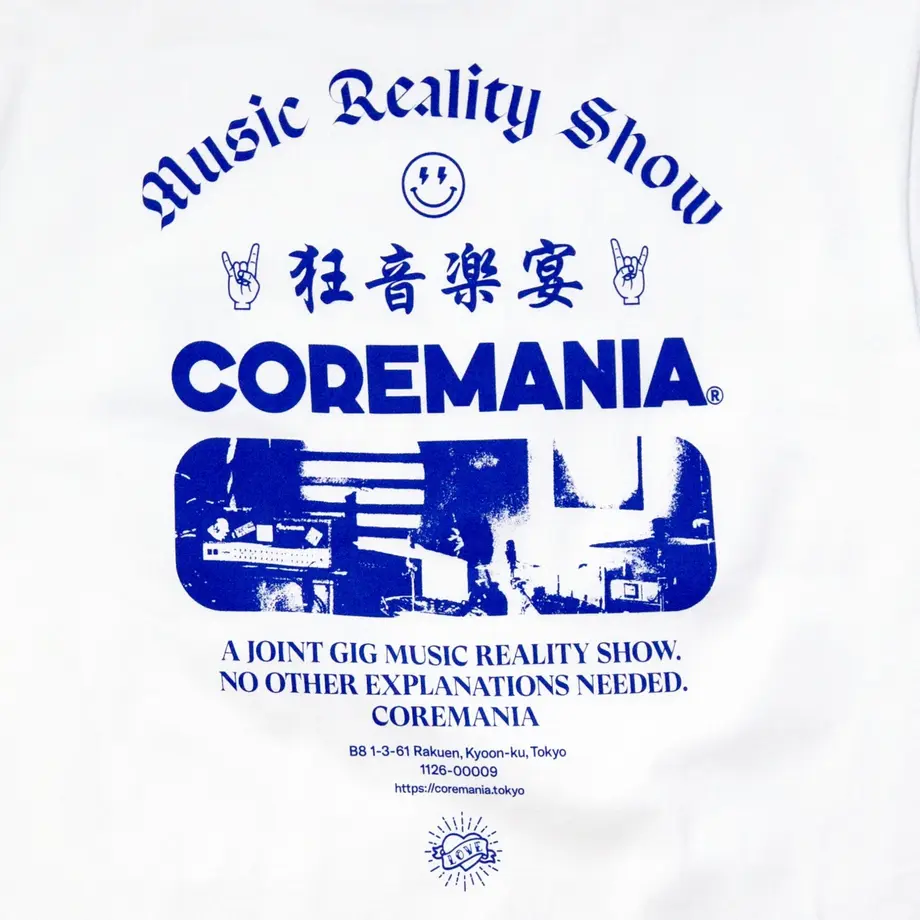 Music Reality Show
狂音楽宴
COREMANIA®
A JOINT GIG MUSIC REALITY SHOW.
NO OTHER EXPLANATIONS NEEDED.
COREMANIA
B8 1-3-61 Rakuen, Kyoon-ku, Tokyo
1126-00009
https://coremania.tokyo
LOVE